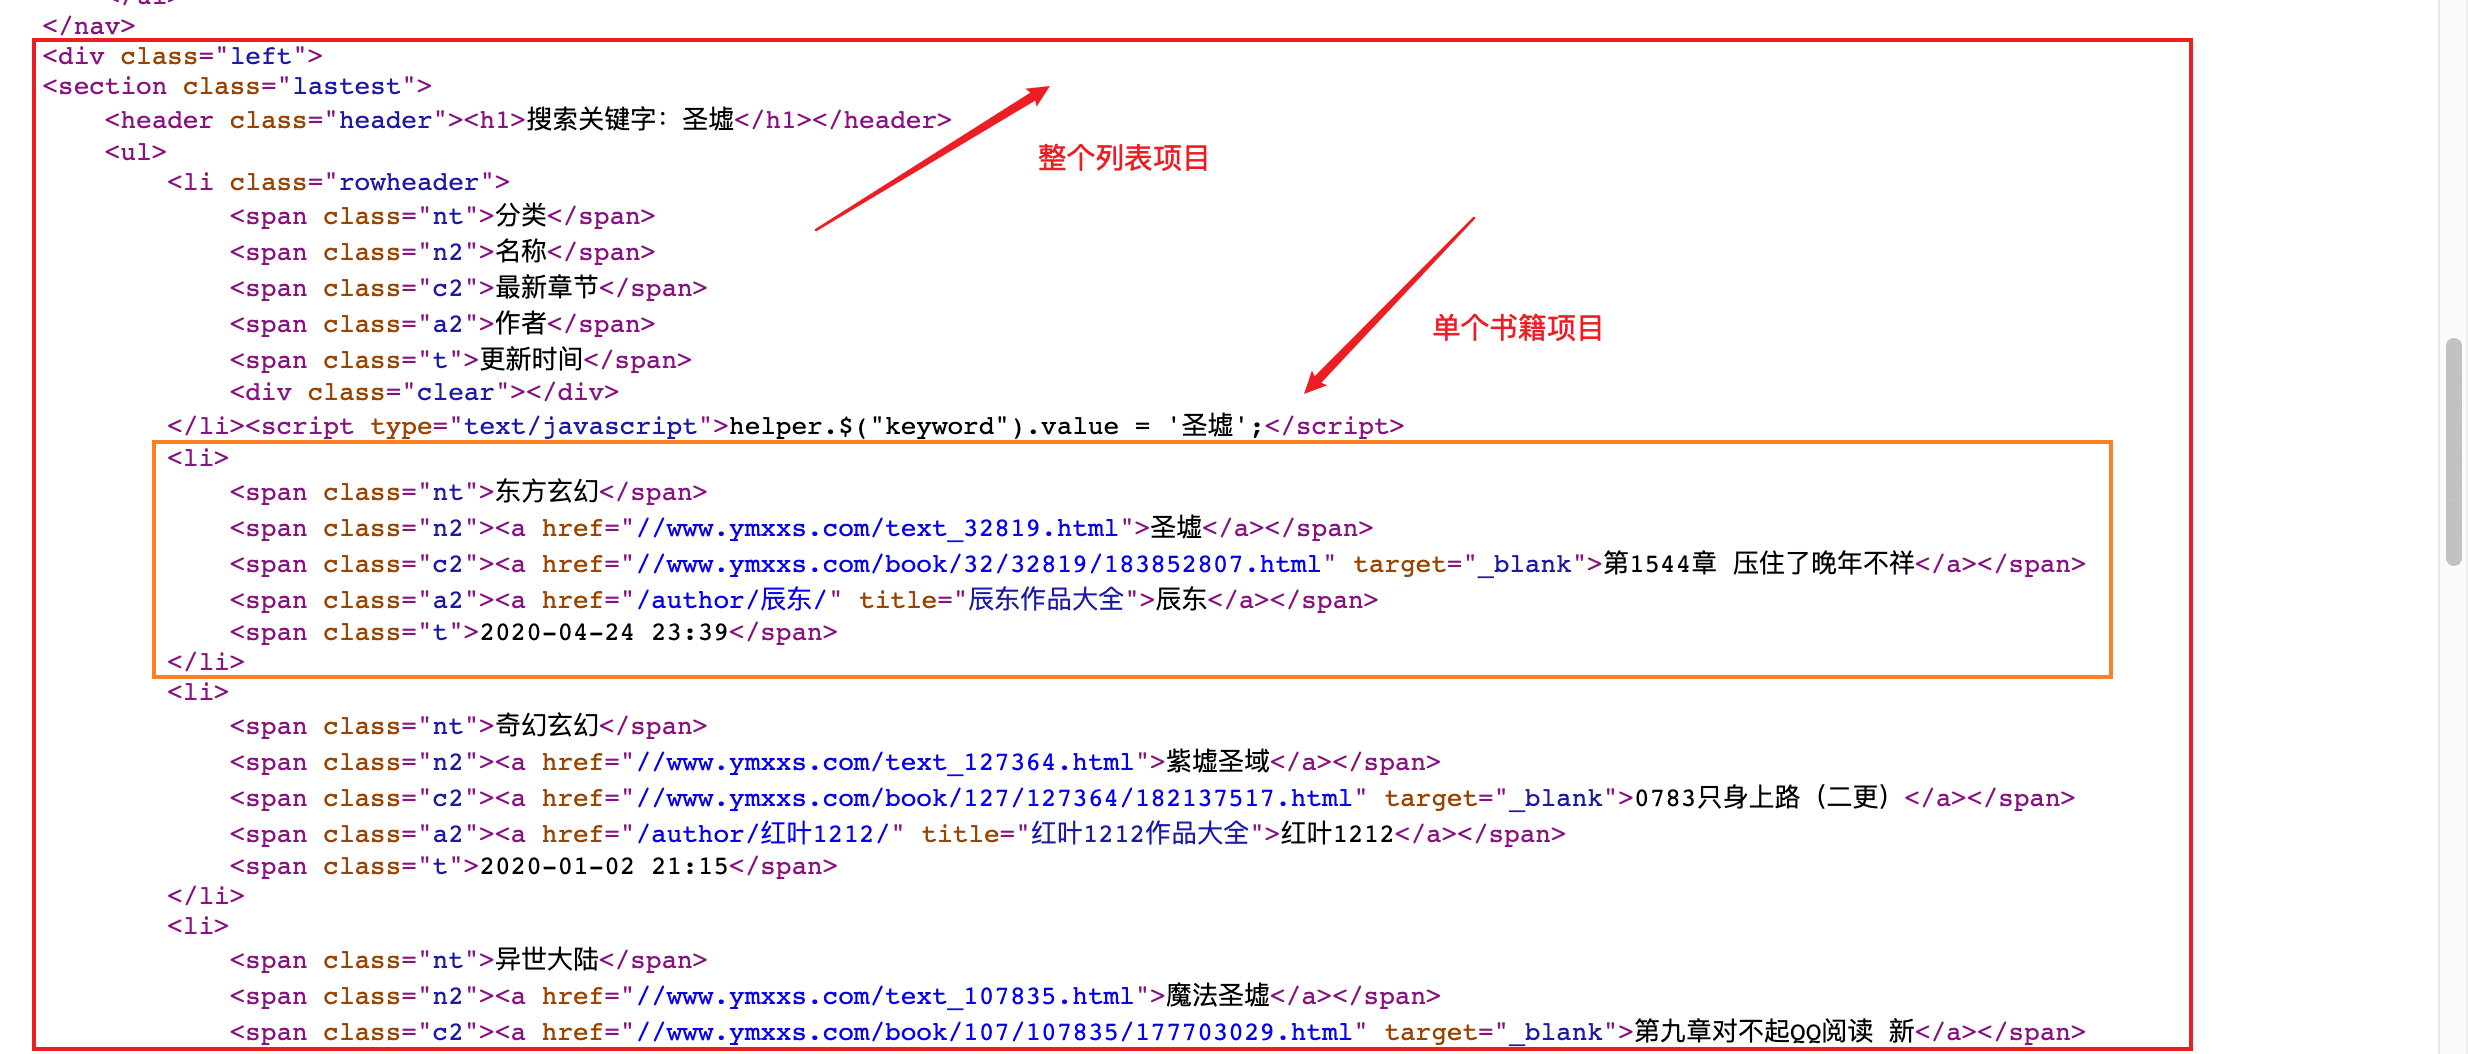 </nav>
<div class="left">
<section class="lastest">
<header class="header"><h1>搜索关键字：圣墟</h1></header>
<ul>
整个列表项目
<li class="rowheader">
<span class="nt">分类</span>
<span class="n2">名称</span>
<span class="c2">最新章节</span>
<span class="a2">作者</span>
单个书籍项目
<span class="t">更新时间</span>
<div class="clear"></div>
</li><script type="text/javascript">helper.$("keyword").value = '圣墟';</script>
<li>
<span class="nt">东方玄幻</span>
<span class="n2"><a href="//www.ymxxs.com/text_32819.html">圣墟</a></span>
<span class="c2"><a href="//www.ymxxs.com/book/32/32819/183852807.html" target="_blank">第1544章 压住了晚年不祥</a></span>
<span class="a2"><a href="/author/辰东/" title="辰东作品大全">辰东</a></span>
<span class="t">2020-04-24 23:39</span>
</li>
<li>
<span class="nt">奇幻玄幻</span>
<span class="n2"><a href="//www.ymxxs.com/text_127364.html">紫墟圣域</a></span>
<span class="c2"><a href="//www.ymxxs.com/book/127/127364/182137517.html" target="_blank">0783只身上路（二更）</a></span>
<span class="a2"><a href="/author/红叶1212/" title="红叶1212作品大全">红叶1212</a></span>
<span class="t">2020-01-02 21:15</span>
</li>
<li>
<span class="nt">异世大陆</span>
<span class="n2"><a href="//www.ymxxs.com/text_107835.html">魔法圣墟</a></span>
<span class="c2"><a href="//www.ymxxs.com/book/107/107835/177703029.html" target="_blank">第九章对不起QQ阅读 新</a></span>